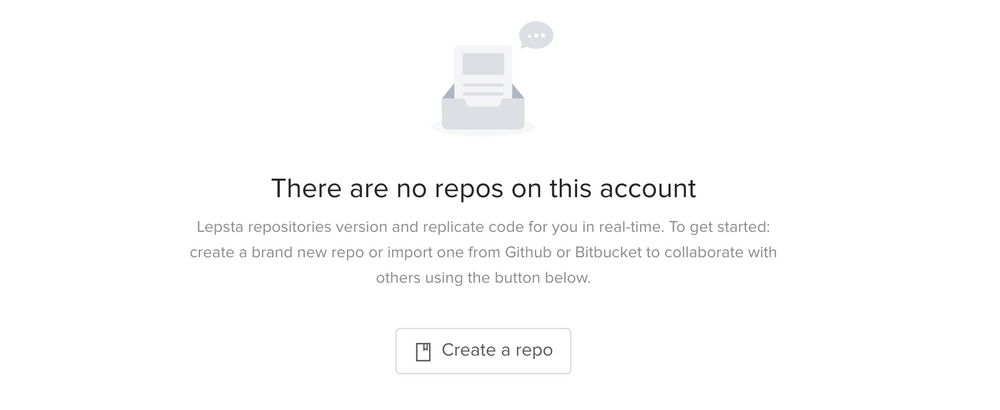 There are no repos on this account
Lepsta repositories version and replicate code for you in real-time. To get started:
create a brand new repo or import one from Github or Bitbucket to collaborate with
others using the button below.
Create a repo